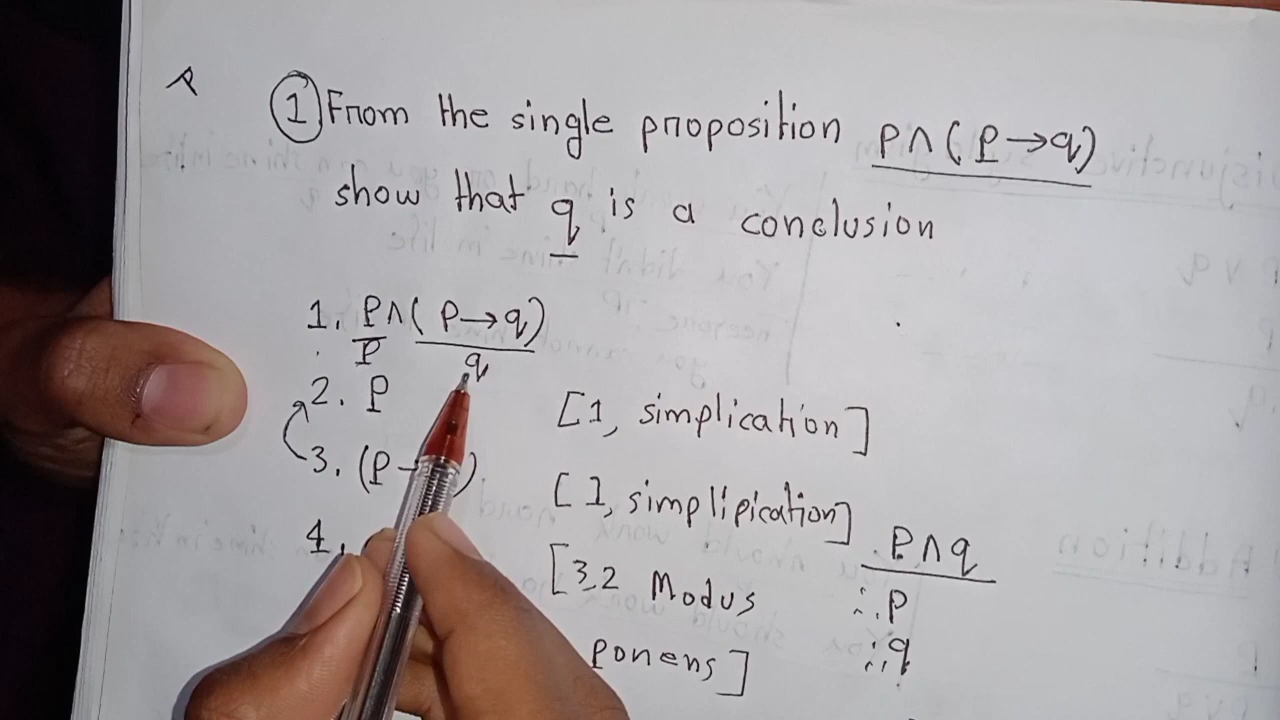 ① From the single proposition P∧(P→q)
show that q is a conclusion
1. P∧(P→q)
P q
2. P [1, simplication]
3. (P→ ) [1, simplipication]
4. [3,2 Modus
ponens]
P∧q
∴P
∴q